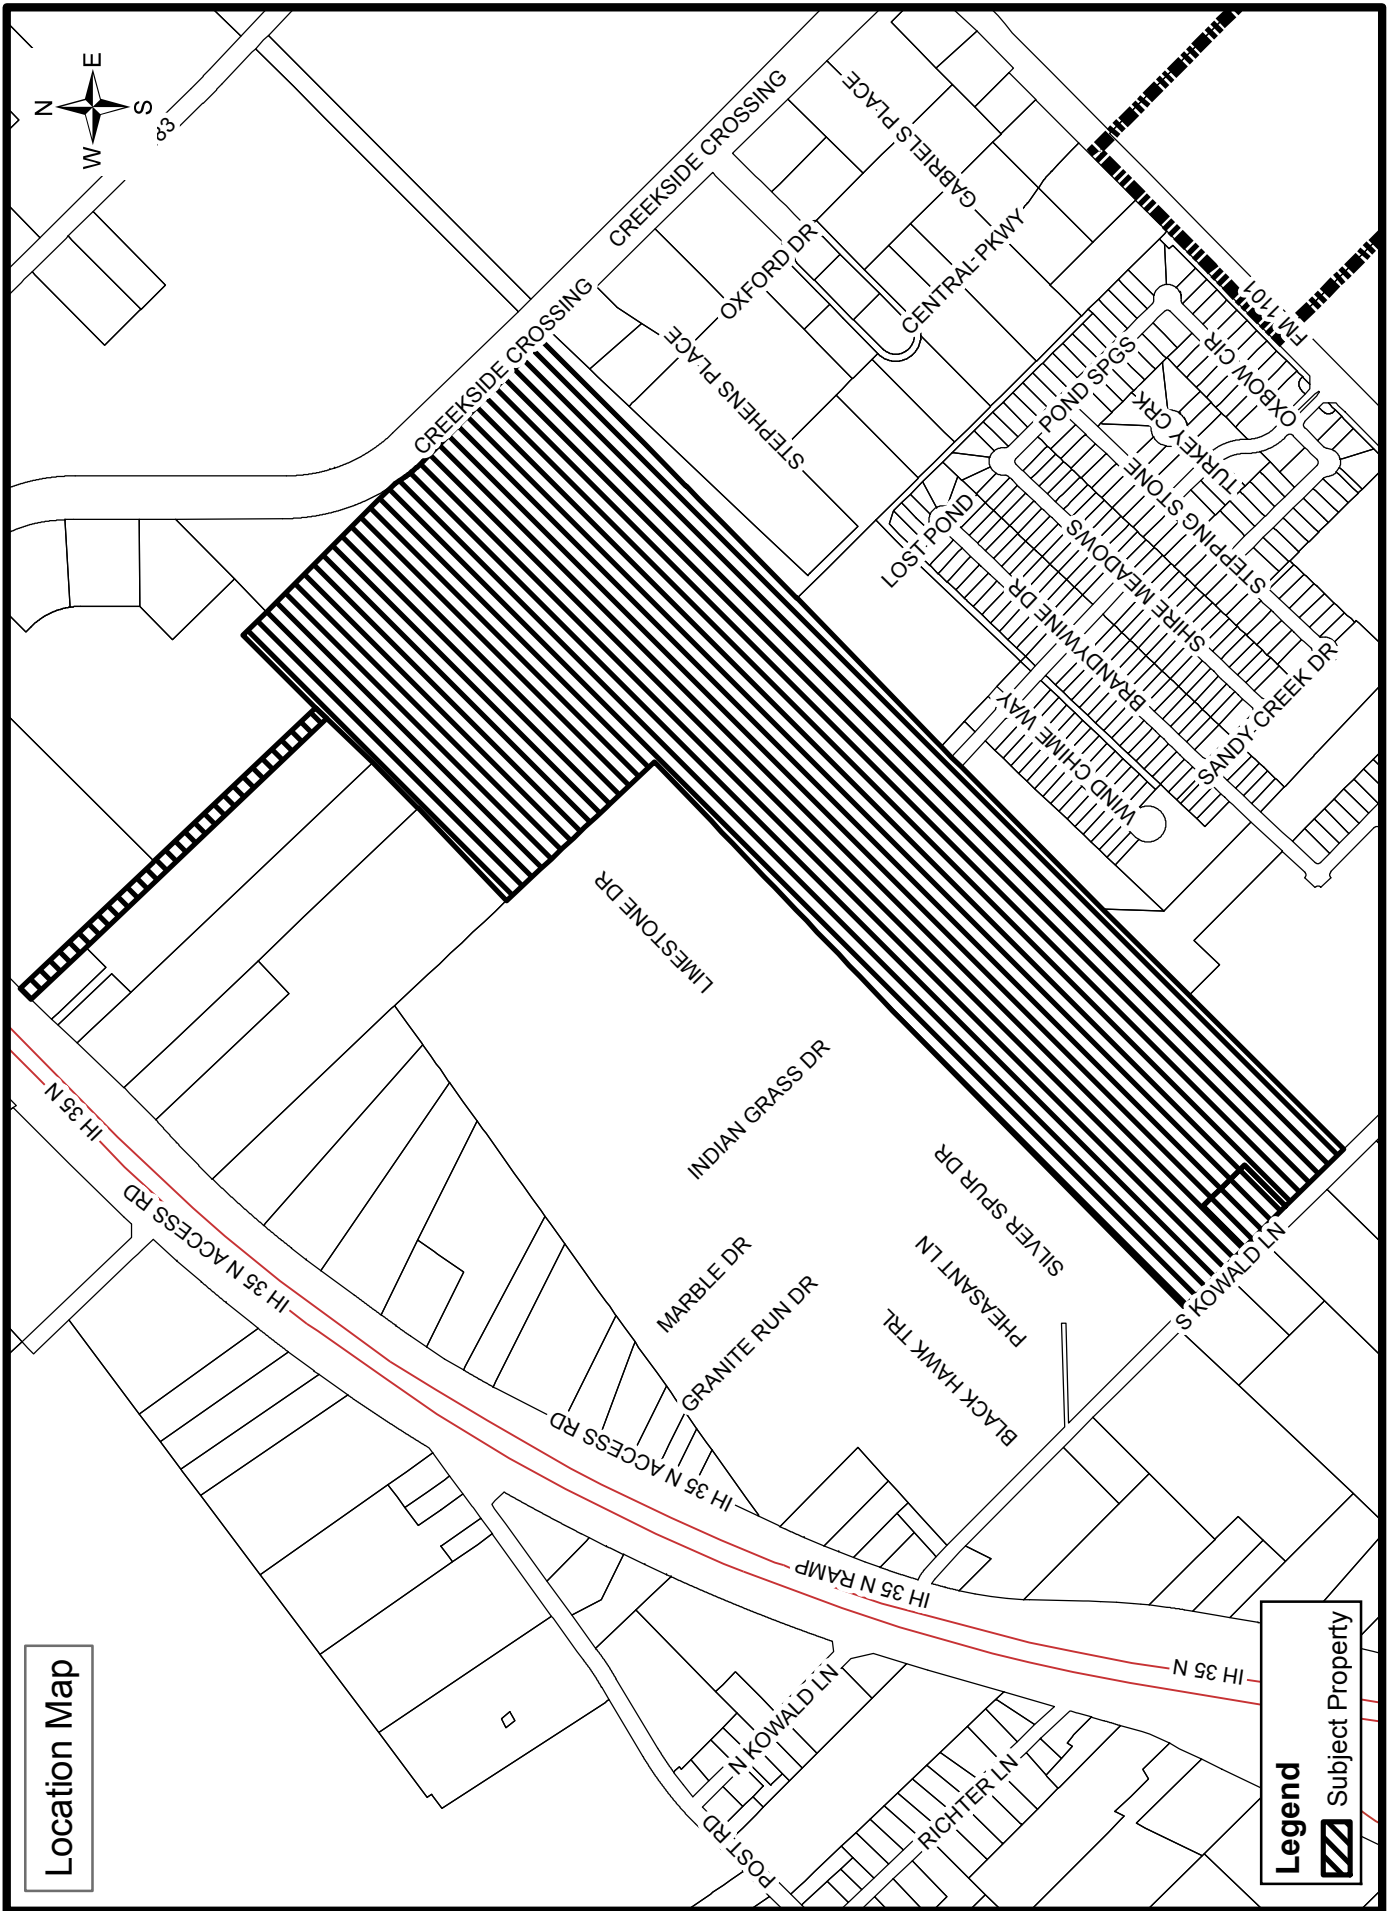 Location Map
N
E
S
W
83
IH 35 N
IH 35 N ACCESS RD
IH 35 N ACCESS RD
IH 35 N RAMP
IH 35 N
POST RD
N KOWALD LN
RICHTER LN
S KOWALD LN
GRANITE RUN DR
MARBLE DR
INDIAN GRASS DR
LIMESTONE DR
BLACK HAWK TRL
PHEASANT LN
SILVER SPUR DR
CREEKSIDE CROSSING
CREEKSIDE CROSSING
STEPHENS PLACE
OXFORD DR
GABRIELS PLACE
CENTRAL PKWY
LOST POND
WIND CHIME WAY
BRANDYWINE DR
SHIRE MEADOWS
STEPPING STONE
TURKEY CRK
POND SPGS
OXBOW CIR
SANDY CREEK DR
FM 1101
Legend
Subject Property